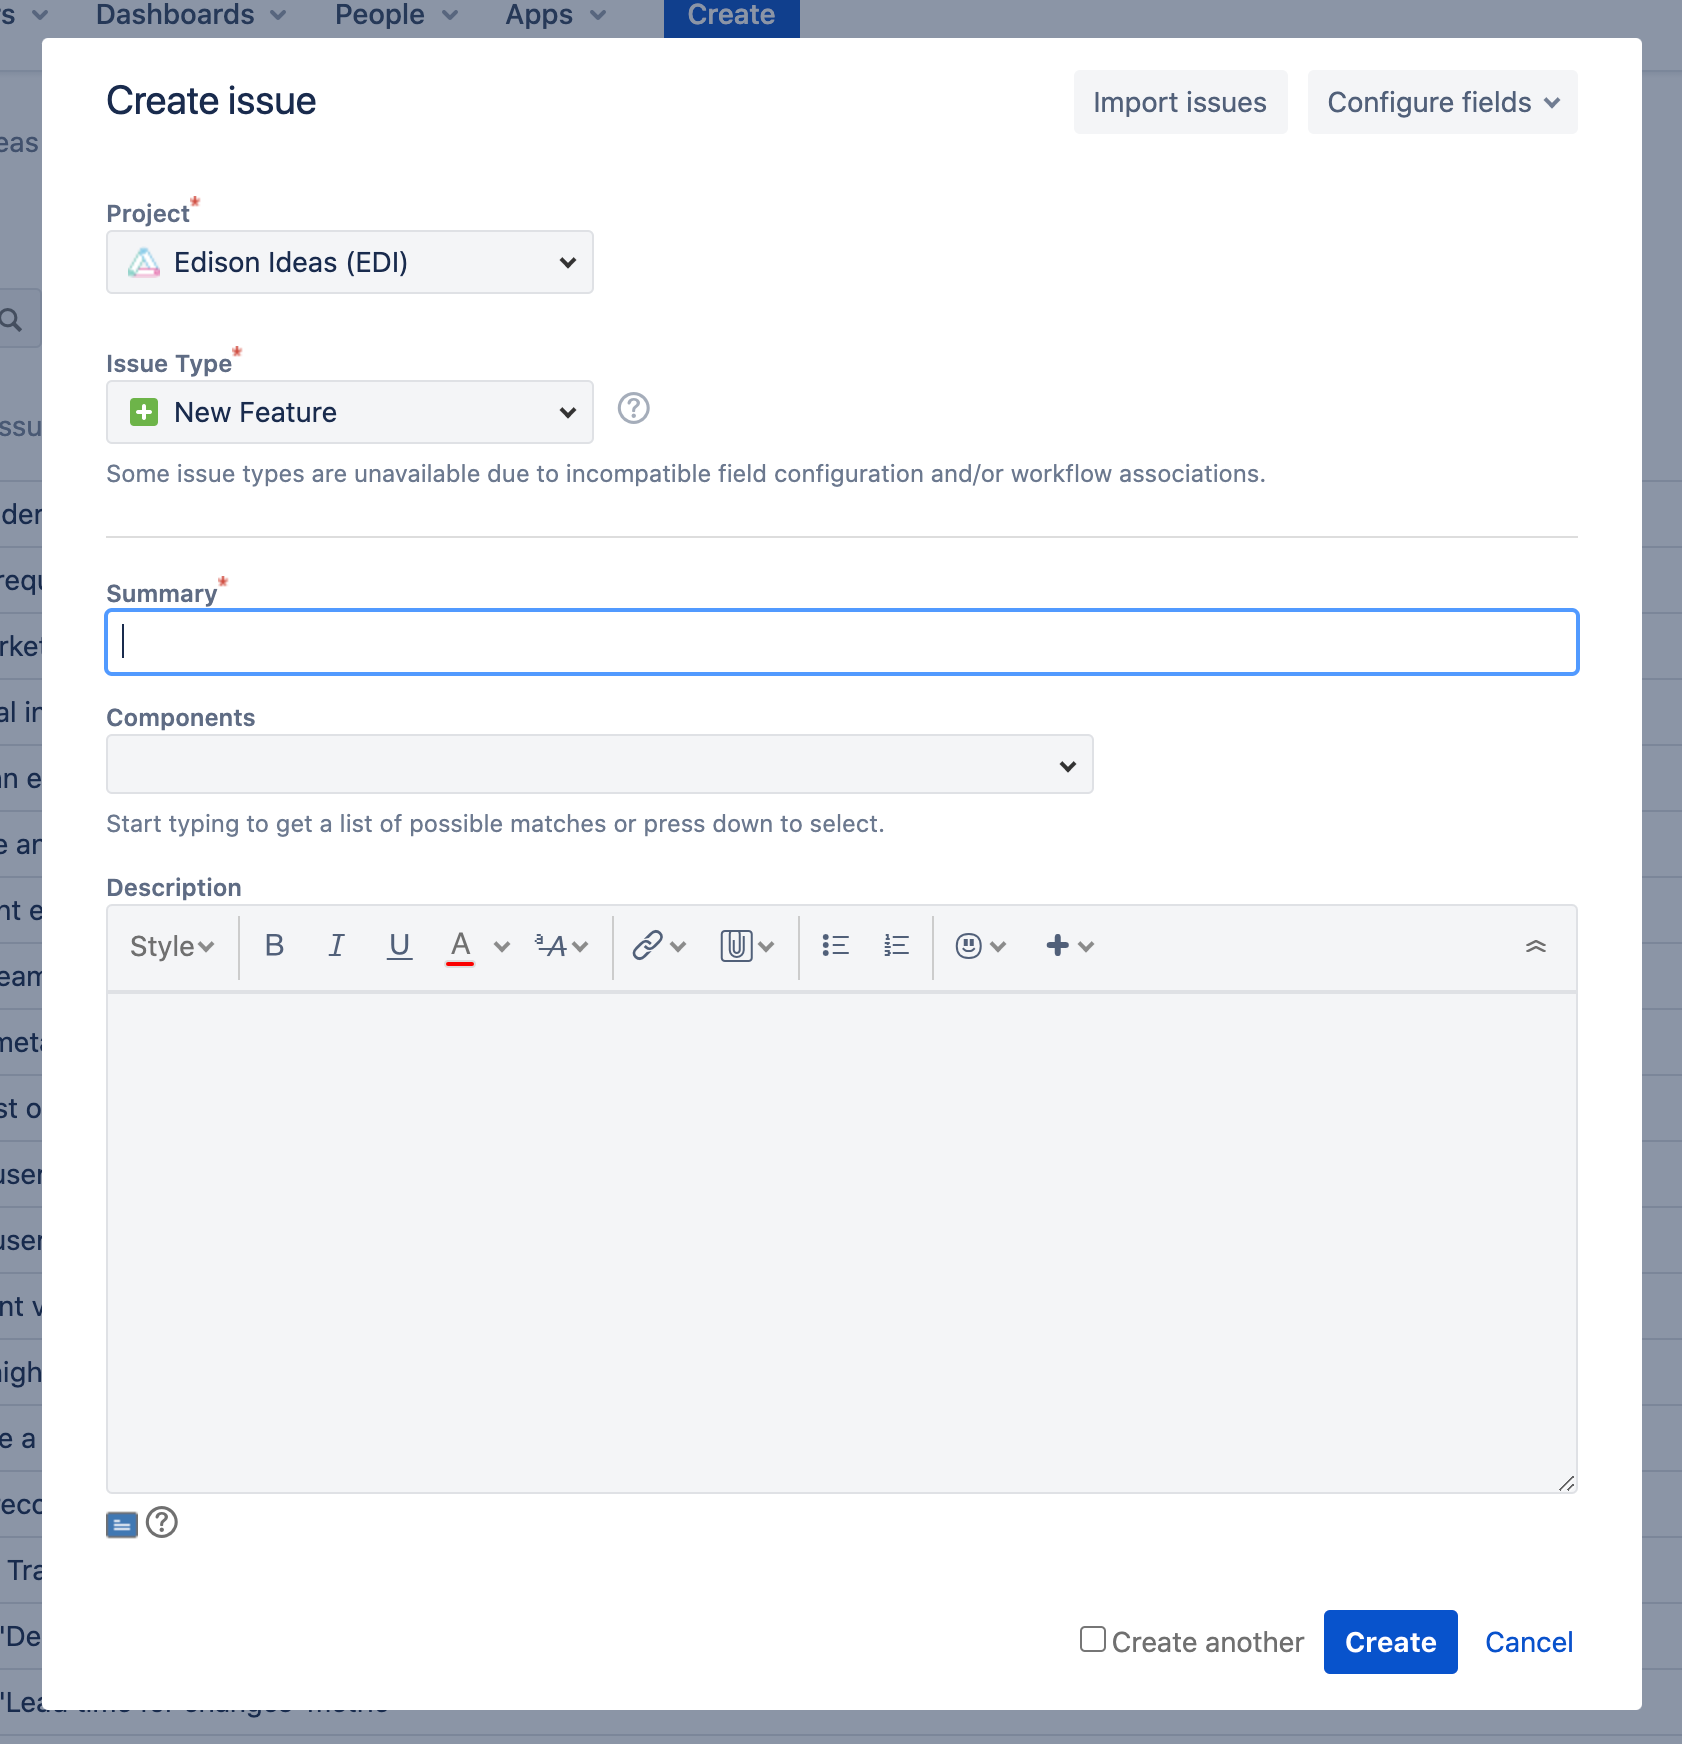 Dashboards People Apps Create
Create issue
Import issues
Configure fields
Project*
Edison Ideas (EDI)
Issue Type*
New Feature
Some issue types are unavailable due to incompatible field configuration and/or workflow associations.
Summary*
Components
Start typing to get a list of possible matches or press down to select.
Description
Style B I U A A
Create another
Create
Cancel